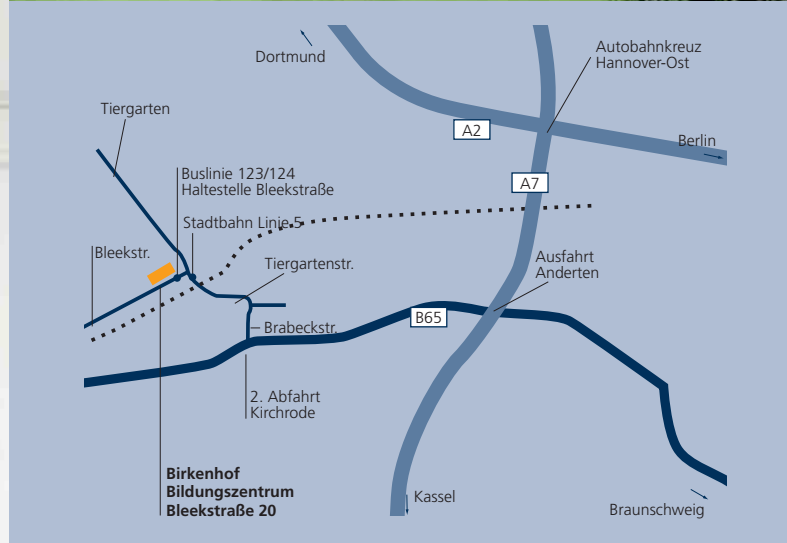 Dortmund
Autobahnkreuz
Hannover-Ost
Tiergarten
A2
Berlin
Buslinie 123/124
Haltestelle Bleekstraße
A7
Stadtbahn Linie 5
Bleekstr.
Tiergartenstr.
Ausfahrt
Anderten
B65
Brabeckstr.
2. Abfahrt
Kirchrode
Birkenhof
Bildungszentrum
Bleekstraße 20
Kassel
Braunschweig